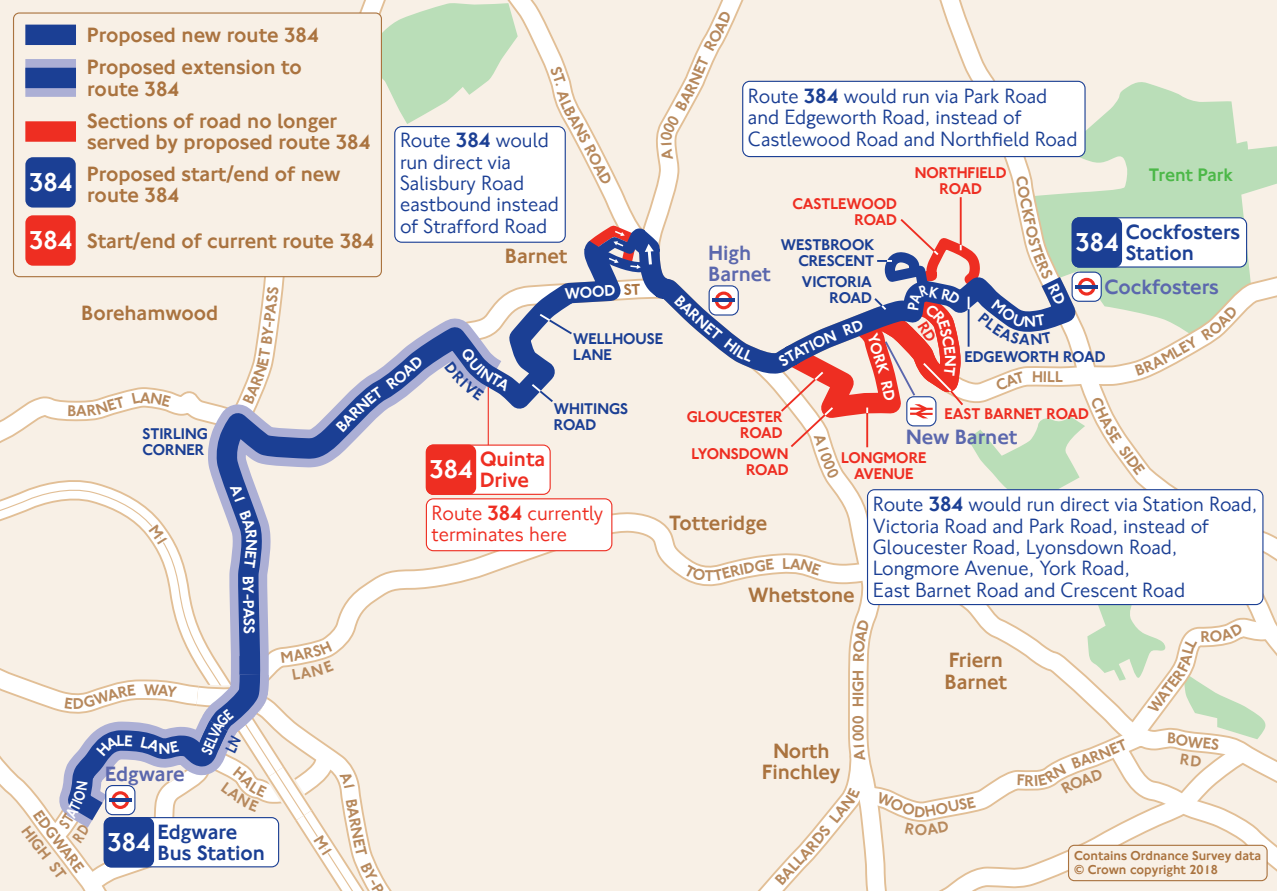 Proposed new route 384
Proposed extension to
route 384
Sections of road no longer
served by proposed route 384
384
Proposed start/end of new
route 384
384
Start/end of current route 384
ST. ALBANS ROAD
A1000 BARNET ROAD
Route 384 would
run direct via
Salisbury Road
eastbound instead
of Strafford Road
Route 384 would run via Park Road
and Edgeworth Road, instead of
Castlewood Road and Northfield Road
Trent Park
NORTHFIELD
ROAD
CASTLEWOOD
ROAD
COCKFOSTERS RD
384
Cockfosters
Station
Cockfosters
WESTBROOK
CRESCENT
VICTORIA
ROAD
Barnet
High
Barnet
WOOD ST
BARNET HILL
STATION RD
PARK RD
MOUNT
PLEASANT
CRESCENT
RD
EDGEWORTH ROAD
BRAMLEY ROAD
CAT HILL
CHASE SIDE
YORK RD
EAST BARNET ROAD
New Barnet
GLOUCESTER
ROAD
LYONSDOWN
ROAD
LONGMORE
AVENUE
A1000
Borehamwood
BARNET BY-PASS
WELLHOUSE
LANE
WHITINGS
ROAD
QUINTA
DRIVE
BARNET ROAD
BARNET LANE
STIRLING
CORNER
384
Quinta
Drive
Route 384 currently
terminates here
Route 384 would run direct via Station Road,
Victoria Road and Park Road, instead of
Gloucester Road, Lyonsdown Road,
Longmore Avenue, York Road,
East Barnet Road and Crescent Road
A1 BARNET BY-PASS
M1
Totteridge
TOTTERIDGE LANE
Whetstone
MARSH
LANE
EDGWARE WAY
A1000 HIGH ROAD
Friern
Barnet
WATERFALL ROAD
BOWES
RD
FRIERN BARNET
ROAD
North
Finchley
WOODHOUSE
ROAD
BALLARDS LANE
HALE LANE
SELVAGE
LN
HALE
LANE
STATION
RD
Edgware
384
Edgware
Bus Station
EDGWARE
HIGH ST
M1
A1 BARNET BY-P
Contains Ordnance Survey data
© Crown copyright 2018